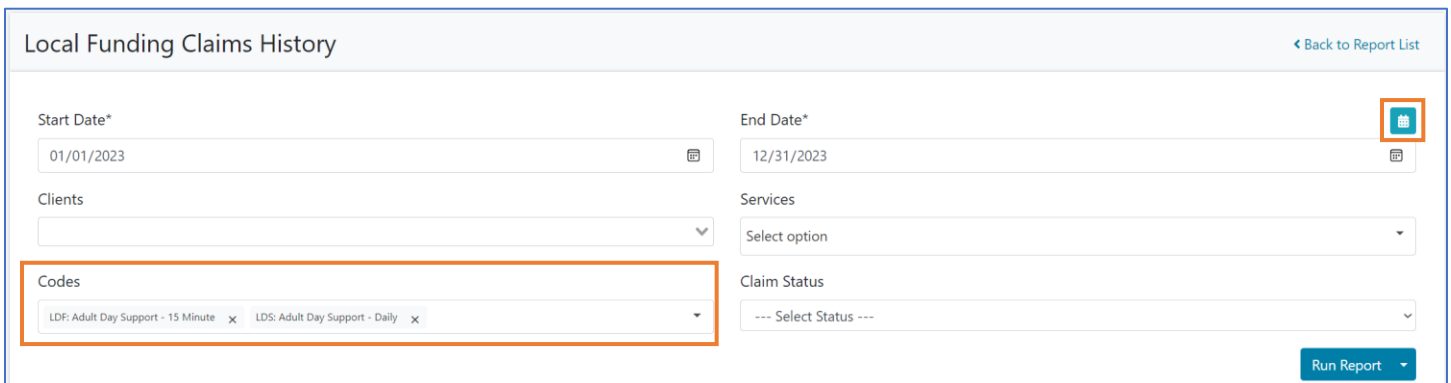 Local Funding Claims History
Back to Report List
Start Date*
End Date*
01/01/2023
12/31/2023
Clients
Services
Select option
Codes
Claim Status
LDF: Adult Day Support - 15 Minute x LDS: Adult Day Support - Daily x
--- Select Status ---
Run Report